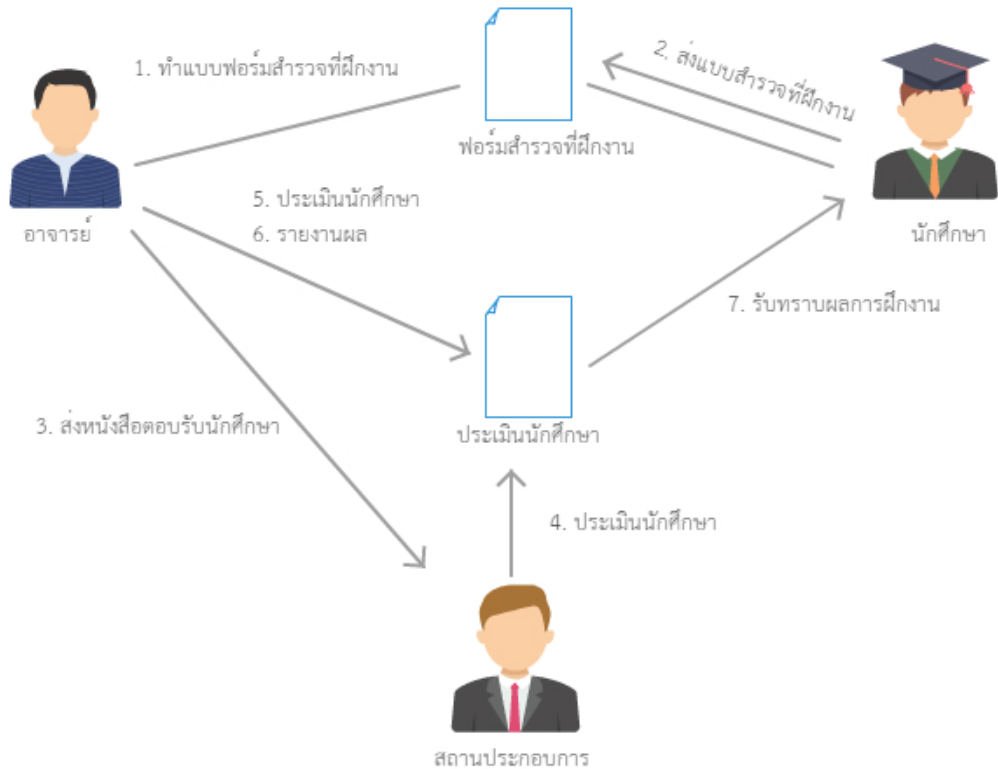 1. ทำแบบฟอร์มสำรวจที่ฝึกงาน
2. ส่งแบบสำรวจที่ฝึกงาน
ฟอร์มสำรวจที่ฝึกงาน
อาจารย์
นักศึกษา
5. ประเมินนักศึกษา
6. รายงานผล
7. รับทราบผลการฝึกงาน
3. ส่งหนังสือตอบรับนักศึกษา
ประเมินนักศึกษา
4. ประเมินนักศึกษา
สถานประกอบการ